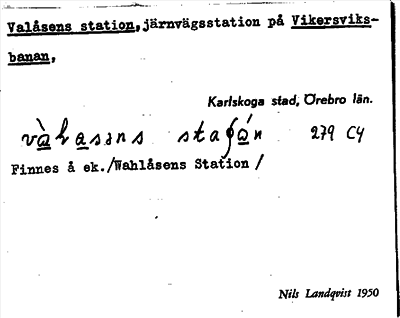 Valåsens station, järnvägsstation på Vikersviks-
banan,
Karlskoga stad, Örebro län.
279 C4
Finnes å ek. /Wahlåsens Station /
Nils Landqvist 1950